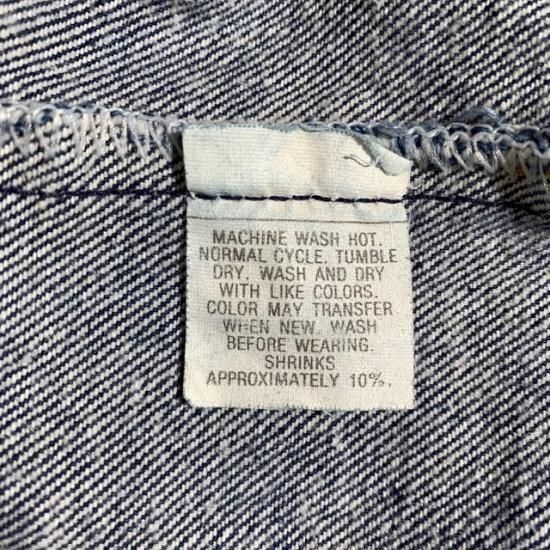 MACHINE WASH HOT.
NORMAL CYCLE. TUMBLE
DRY. WASH AND DRY
WITH LIKE COLORS.
COLOR MAY TRANSFER
WHEN NEW. WASH
BEFORE WEARING.
SHRINKS
APPROXIMATELY 10%.